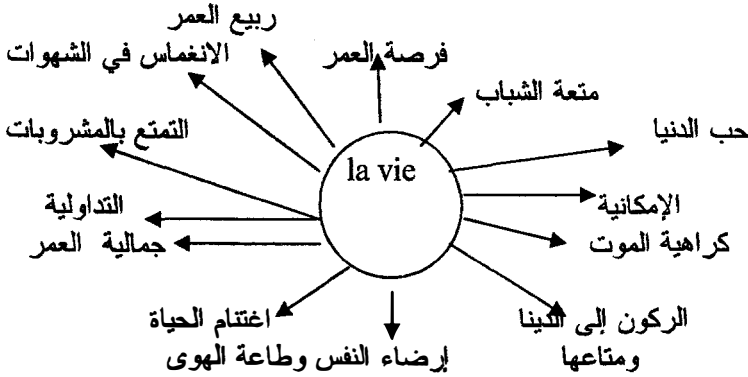 ربيع العمر
الانغماس في الشهوات
فرصة العمر
متعة الشباب
التمتع بالمشروبات
حب الدنيا
la vie
التداولية
الإمكانية
جمالية العمر
كراهية الموت
اغتنام الحياة
الركون إلى الدينا
إرضاء النفس وطاعة الهوى
ومتاعها